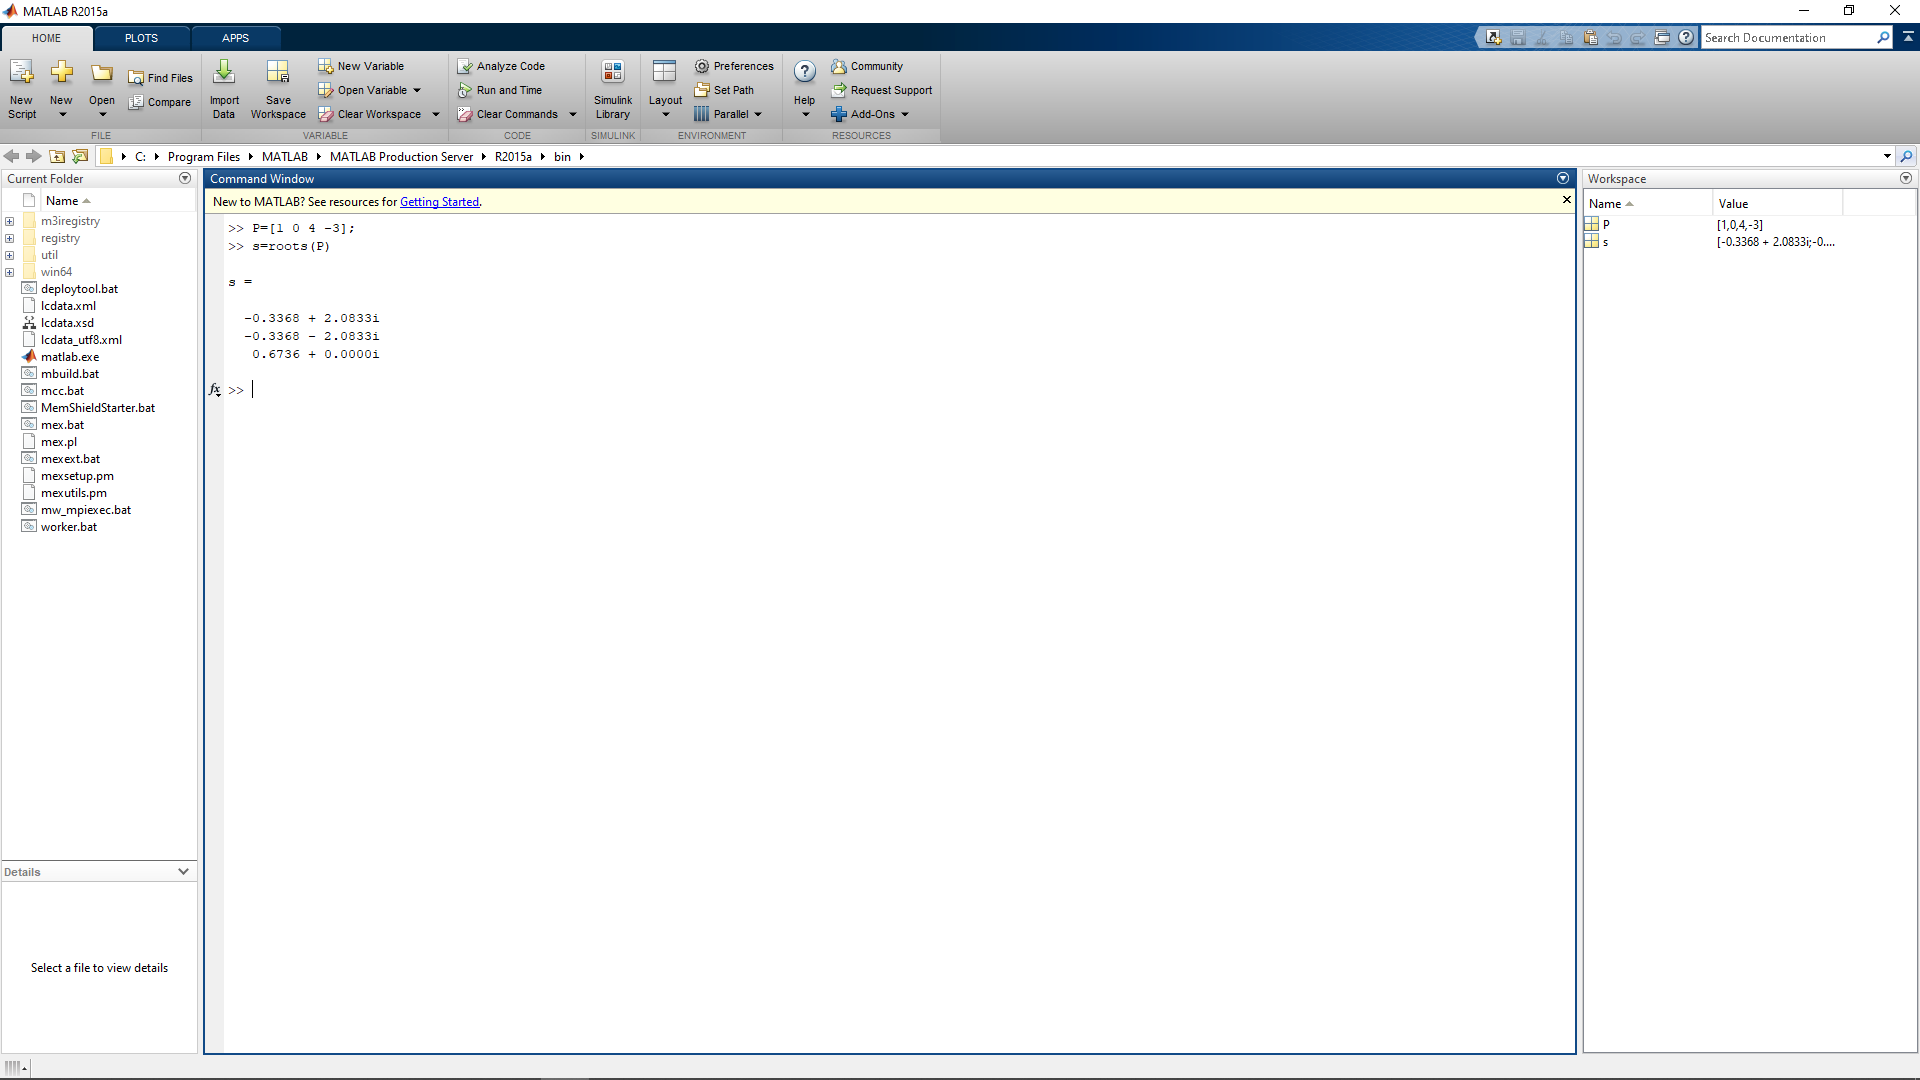 MATLAB R2015a
HOME PLOTS APPS
Search Documentation
New Script
New
Open
Find Files
Compare
FILE
Import Data
Save Workspace
New Variable
Open Variable
Clear Workspace
VARIABLE
Analyze Code
Run and Time
Clear Commands
CODE
Simulink Library
SIMULINK
Layout
Preferences
Set Path
Parallel
ENVIRONMENT
Help
Community
Request Support
Add-Ons
RESOURCES
C: Program Files MATLAB MATLAB Production Server R2015a bin
Current Folder
Name
m3iregistry
registry
util
win64
deploytool.bat
lcdata.xml
lcdata.xsd
lcdata_utf8.xml
matlab.exe
mbuild.bat
mcc.bat
MemShieldStarter.bat
mex.bat
mex.pl
mexext.bat
mexsetup.pm
mexutils.pm
mw_mpiexec.bat
worker.bat
Details
Select a file to view details
Command Window
New to MATLAB? See resources for Getting Started.
>> P=[1 0 4 -3];
>> s=roots(P)
s =
-0.3368 + 2.0833i
-0.3368 - 2.0833i
0.6736 + 0.0000i
fx >>
Workspace
Name Value
P [1,0,4,-3]
s [-0.3368 + 2.0833i;-0....